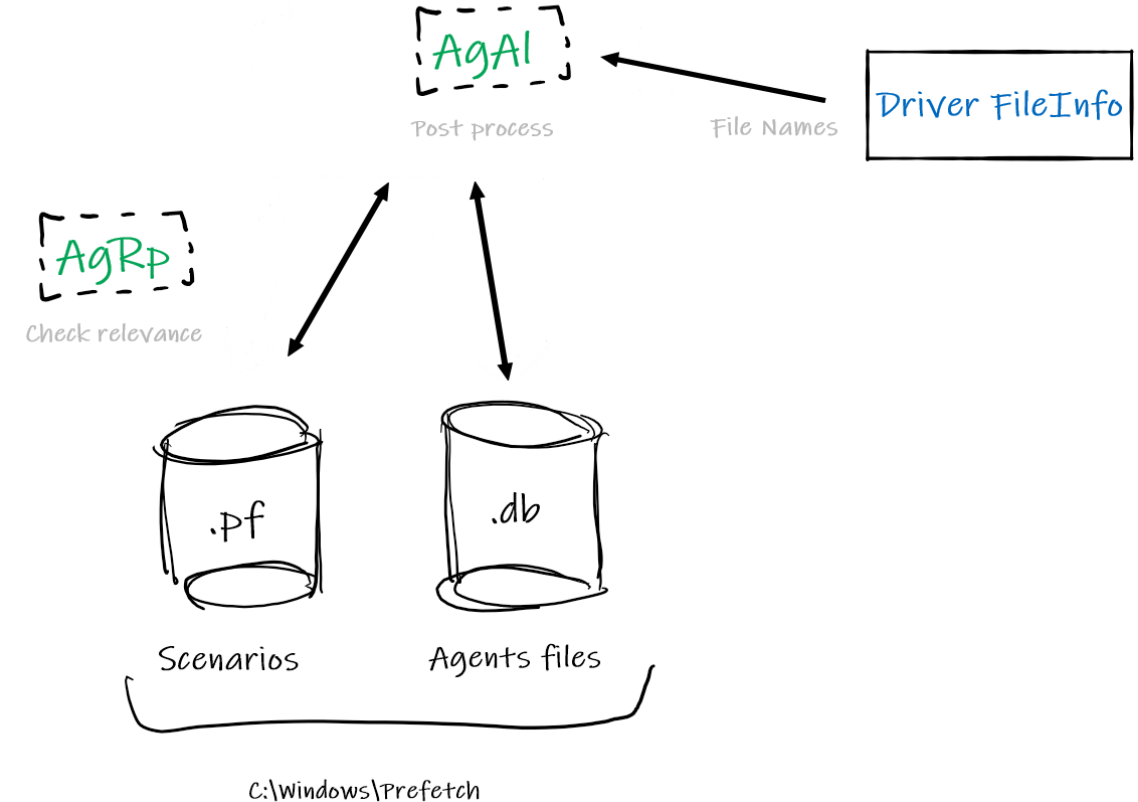 AgAl
Post process
File Names
Driver FileInfo
AgRp
Check relevance
.pf
.db
Scenarios
Agents files
C:\Windows\Prefetch